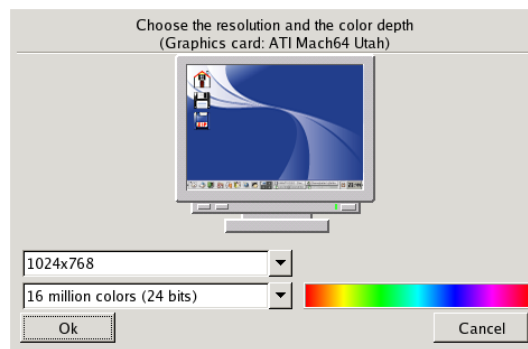 Choose the resolution and the color depth
(Graphics card: ATI Mach64 Utah)
1024x768
16 million colors (24 bits)
Ok
Cancel